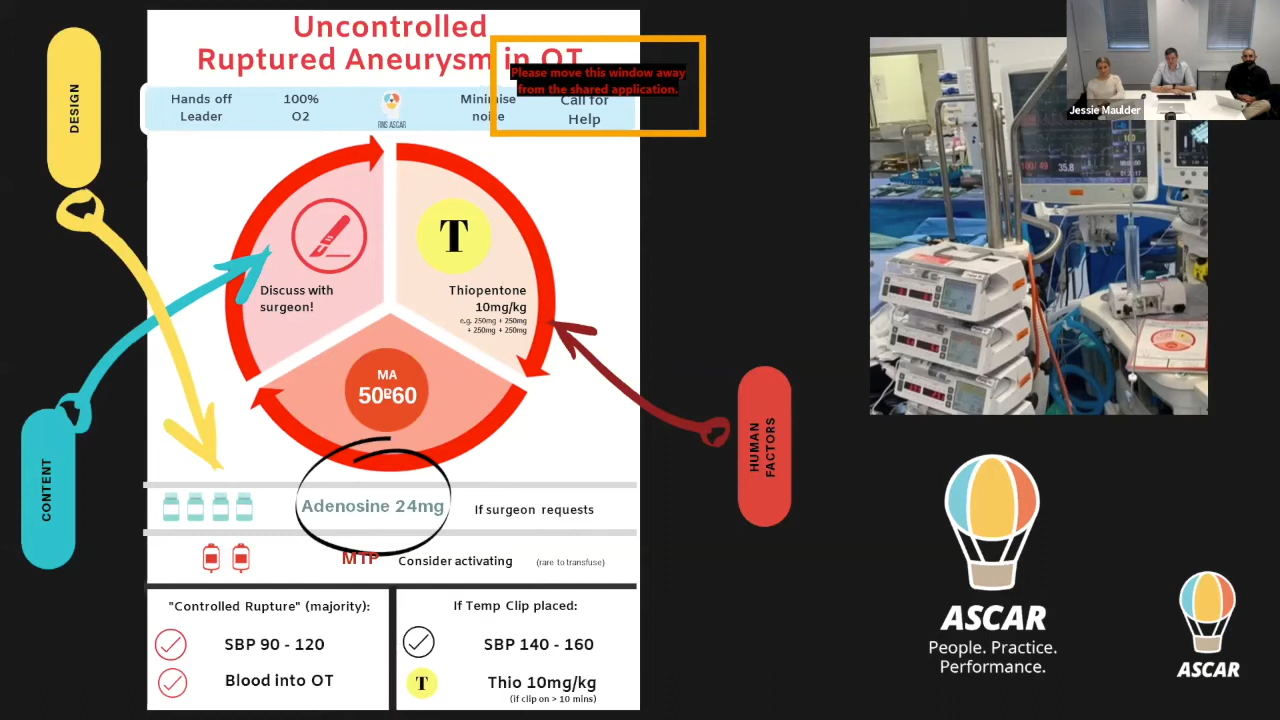 DESIGN
CONTENT
Uncontrolled
Ruptured Aneurysm in OT
Please move this window away
from the shared application.
Hands off
Leader
100%
O2
RNS ASCAR
Minimise
noise
Call for
Help
Discuss with
surgeon!
T
Thiopentone
10mg/kg
e.g. 250mg + 250mg
+ 250mg + 250mg
MA
50-60
Adenosine 24mg
If surgeon requests
MTP
Consider activating
(rare to transfuse)
"Controlled Rupture" (majority):
SBP 90 - 120
Blood into OT
If Temp Clip placed:
SBP 140 - 160
T
Thio 10mg/kg
(if clip on > 10 mins)
HUMAN
FACTORS
Jessie Maulder
100/ 49
35.8
ASCAR
People. Practice.
Performance.
ASCAR